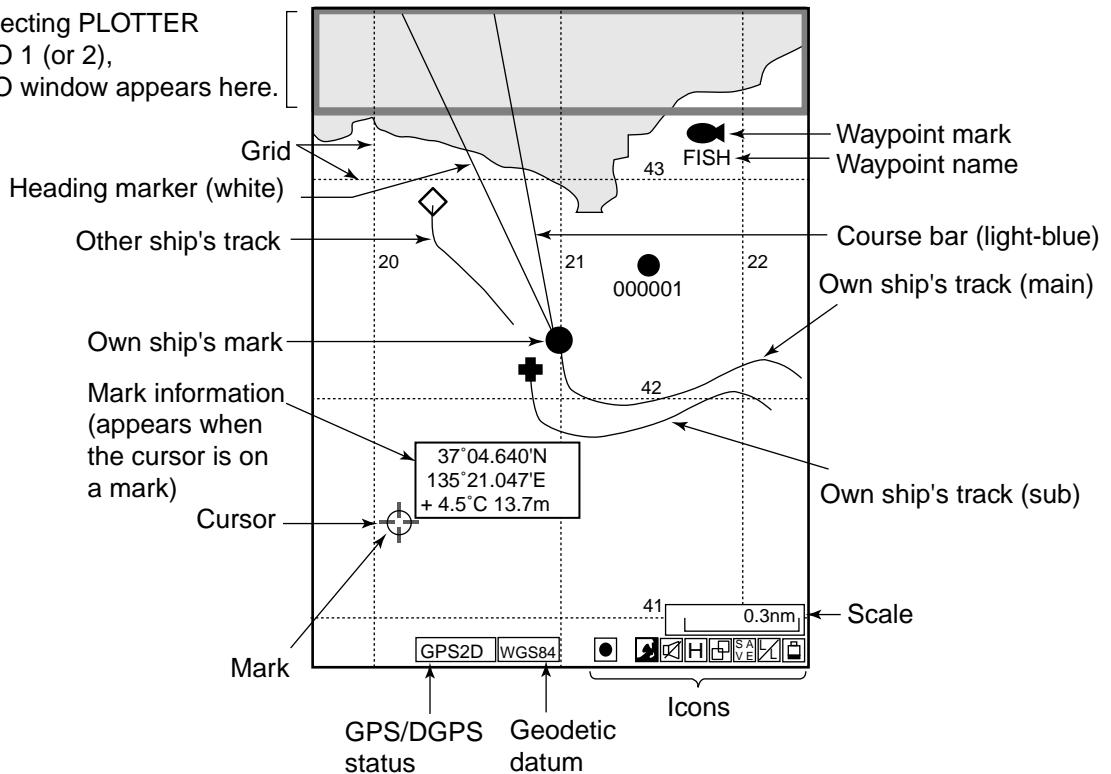 ecting PLOTTER
O 1 (or 2),
O window appears here.
Grid
Heading marker (white)
Other ship's track
Own ship's mark
Mark information
(appears when
the cursor is on
a mark)
Cursor
Mark
GPS/DGPS
status
Geodetic
datum
Icons
Scale
Own ship's track (sub)
Own ship's track (main)
Course bar (light-blue)
Waypoint name
Waypoint mark
FISH
43
20
21
22
000001
42
37°04.640'N
135°21.047'E
+ 4.5°C 13.7m
41
0.3nm
GPS2D
WGS84
H
SA
VE
L/L